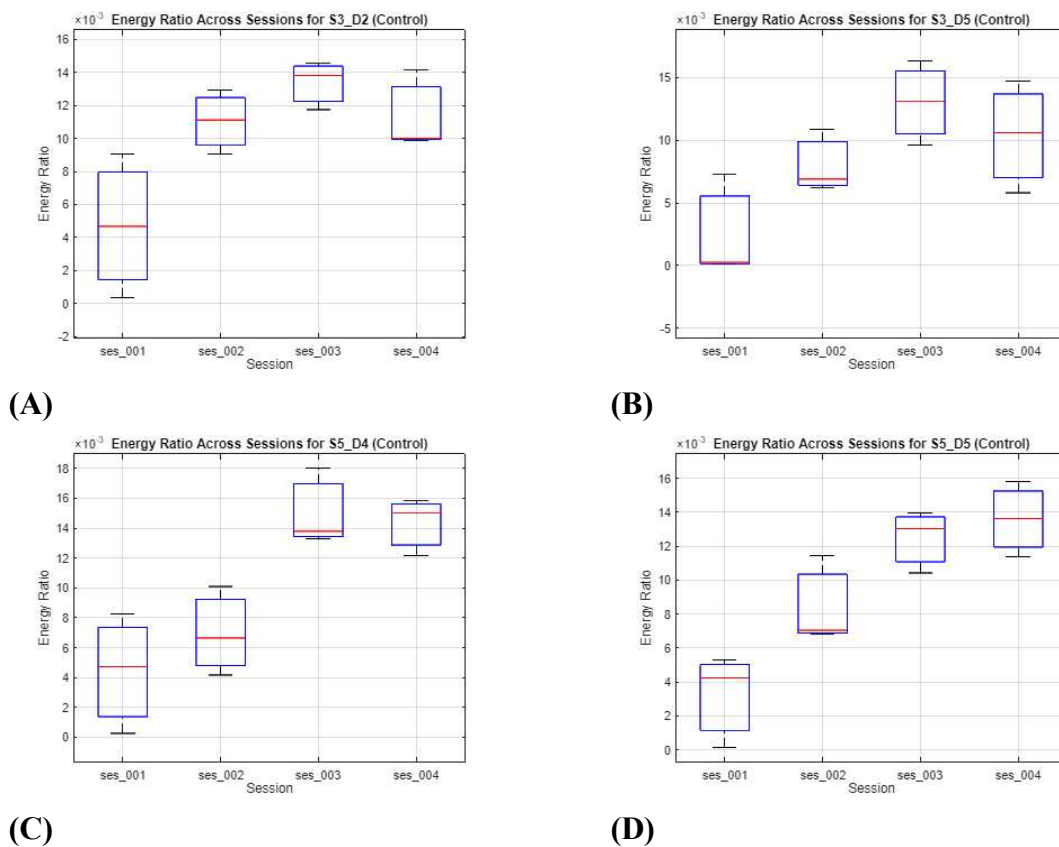 ×10⁻³ Energy Ratio Across Sessions for S3_D2 (Control)
16
14
12
10
8
6
4
2
0
-2
Energy Ratio
ses_001 ses_002 ses_003 ses_004
Session
(A)
×10⁻³ Energy Ratio Across Sessions for S3_D5 (Control)
15
10
5
0
-5
Energy Ratio
ses_001 ses_002 ses_003 ses_004
Session
(B)
×10⁻³ Energy Ratio Across Sessions for S5_D4 (Control)
18
16
14
12
10
8
6
4
2
0
Energy Ratio
ses_001 ses_002 ses_003 ses_004
Session
(C)
×10⁻³ Energy Ratio Across Sessions for S5_D5 (Control)
16
14
12
10
8
6
4
2
0
Energy Ratio
ses_001 ses_002 ses_003 ses_004
Session
(D)